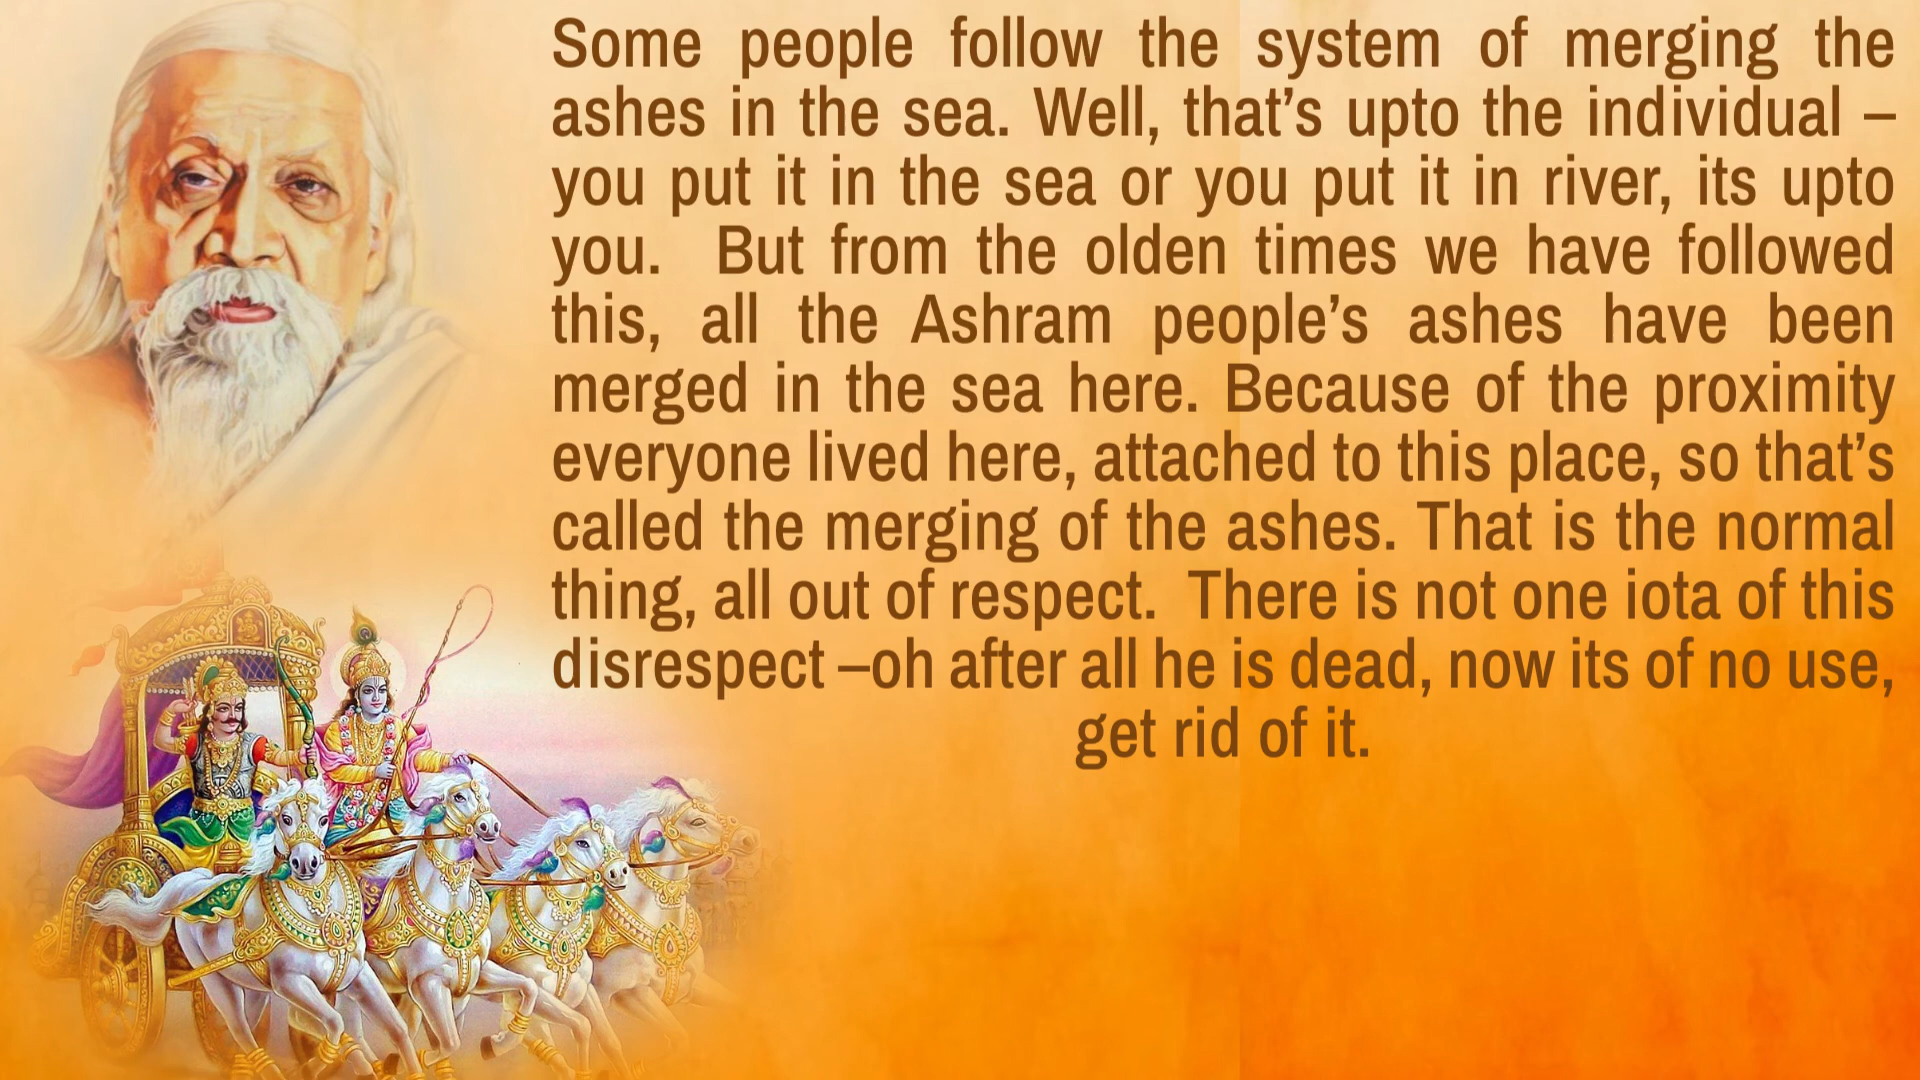 Some people follow the system of merging the
ashes in the sea. Well, that’s upto the individual –
you put it in the sea or you put it in river, its upto
you.  But from the olden times we have followed
this, all the Ashram people’s ashes have been
merged in the sea here. Because of the proximity
everyone lived here, attached to this place, so that’s
called the merging of the ashes. That is the normal
thing, all out of respect.  There is not one iota of this
disrespect –oh after all he is dead, now its of no use,
get rid of it.